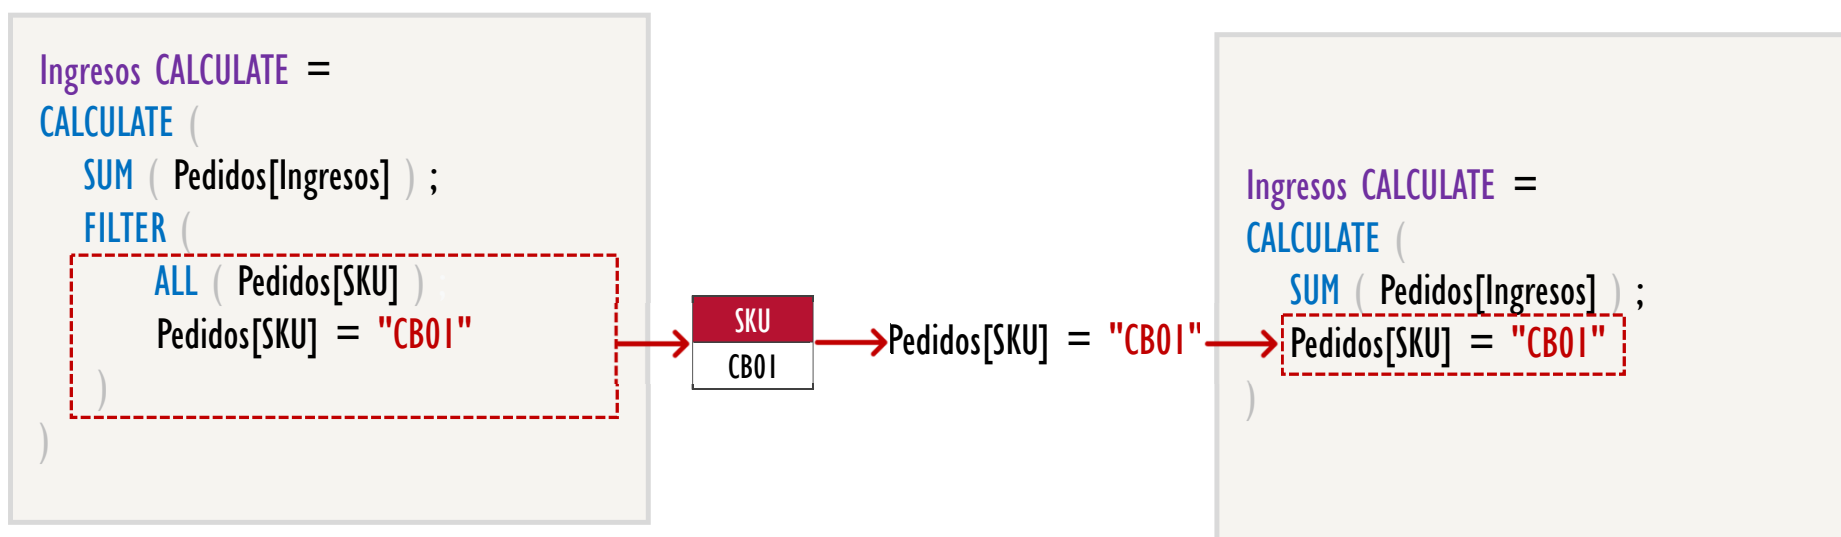 Ingresos CALCULATE =
CALCULATE (
SUM ( Pedidos[Ingresos] ) ;
FILTER (
ALL ( Pedidos[SKU] ) ;
Pedidos[SKU] = "CB01"
)
)
SKU
CB01
Pedidos[SKU] = "CB01"
Ingresos CALCULATE =
CALCULATE (
SUM ( Pedidos[Ingresos] ) ;
Pedidos[SKU] = "CB01"
)